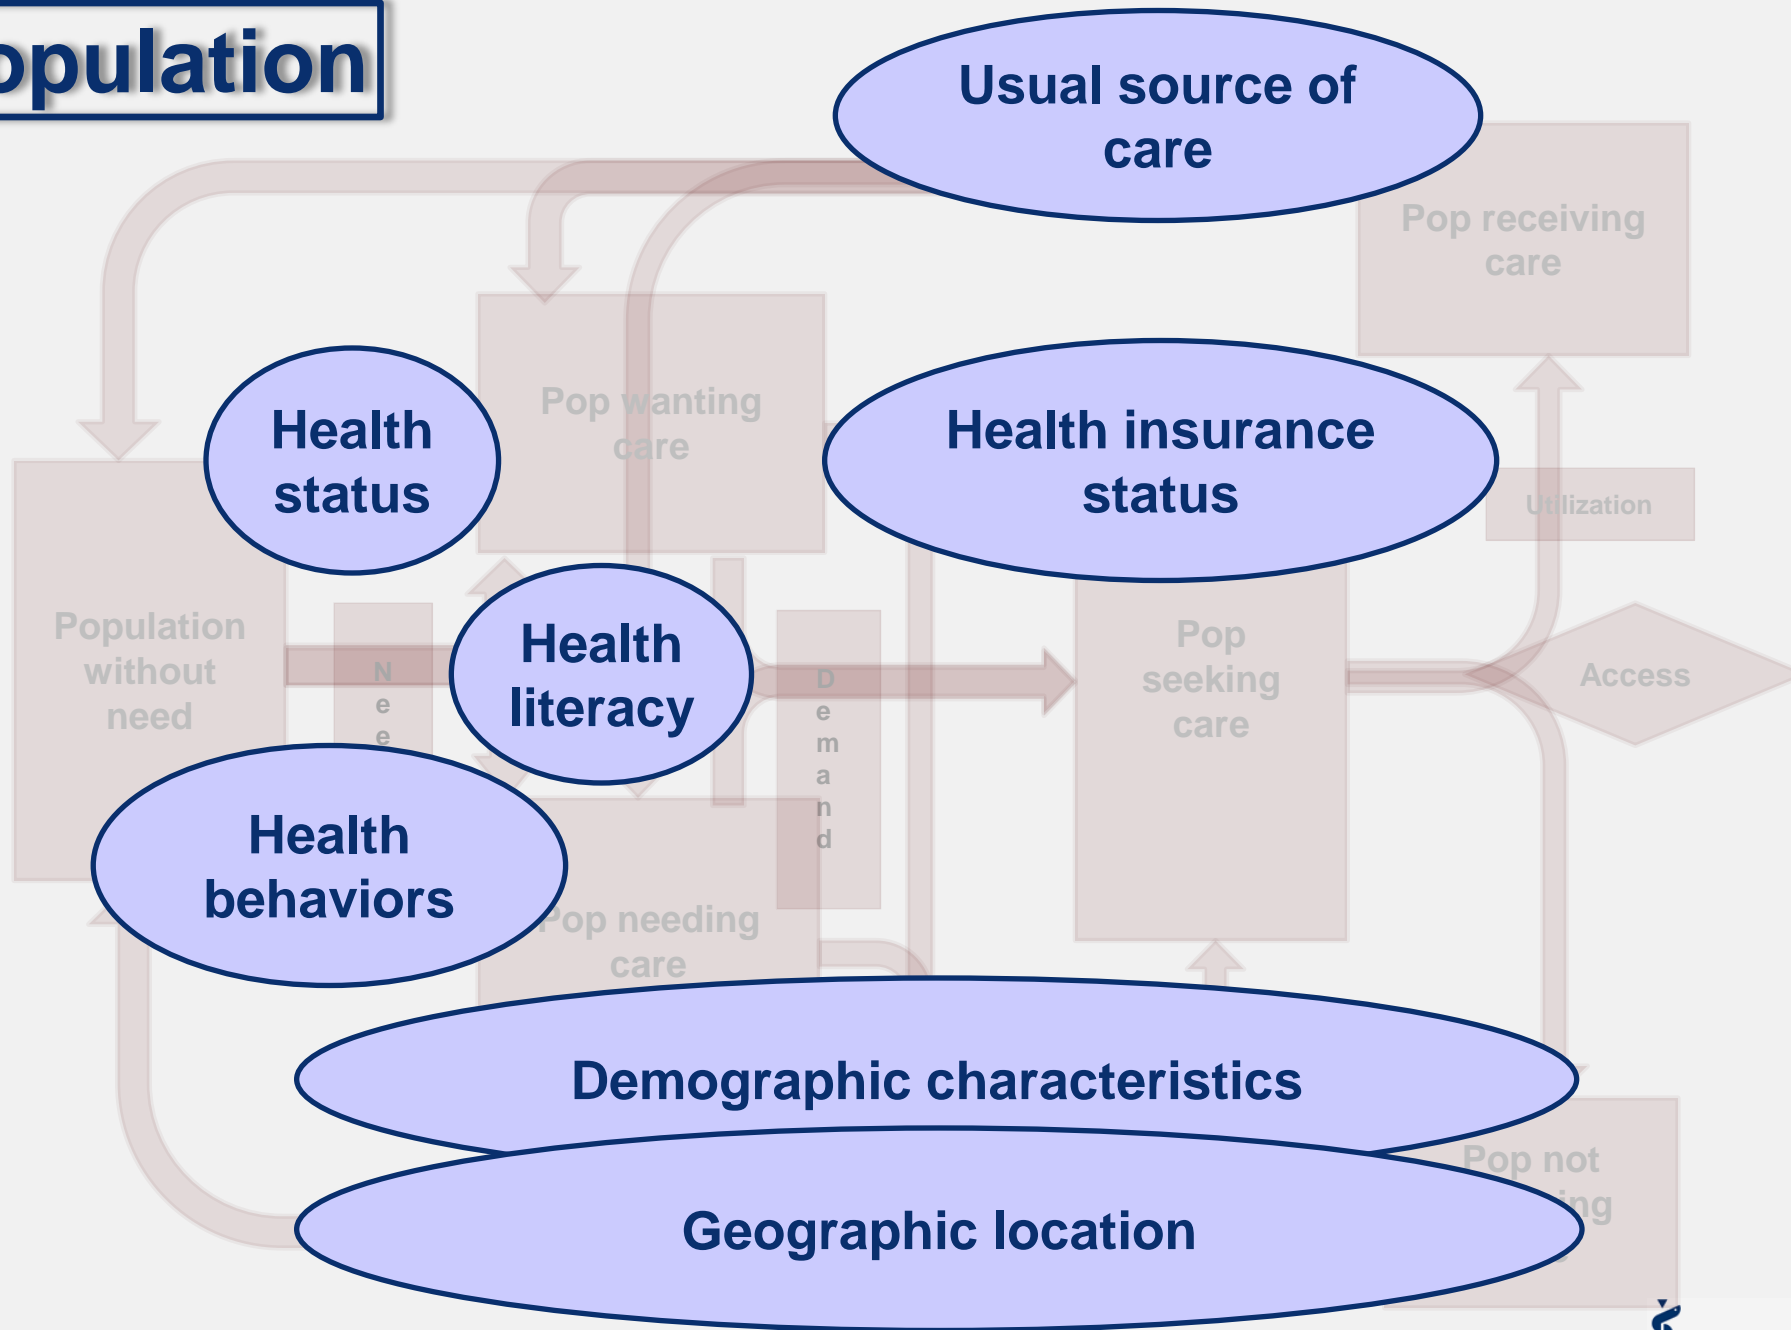 opulation
Usual source of
care
Pop receiving
care
Pop wanting
care
Health
status
Health insurance
status
Utilization
Population
without
need
N
e
e
Health
literacy
D
e
m
a
n
d
Pop
seeking
care
Access
Health
behaviors
Pop needing
care
Demographic characteristics
Pop not
ing
Geographic location